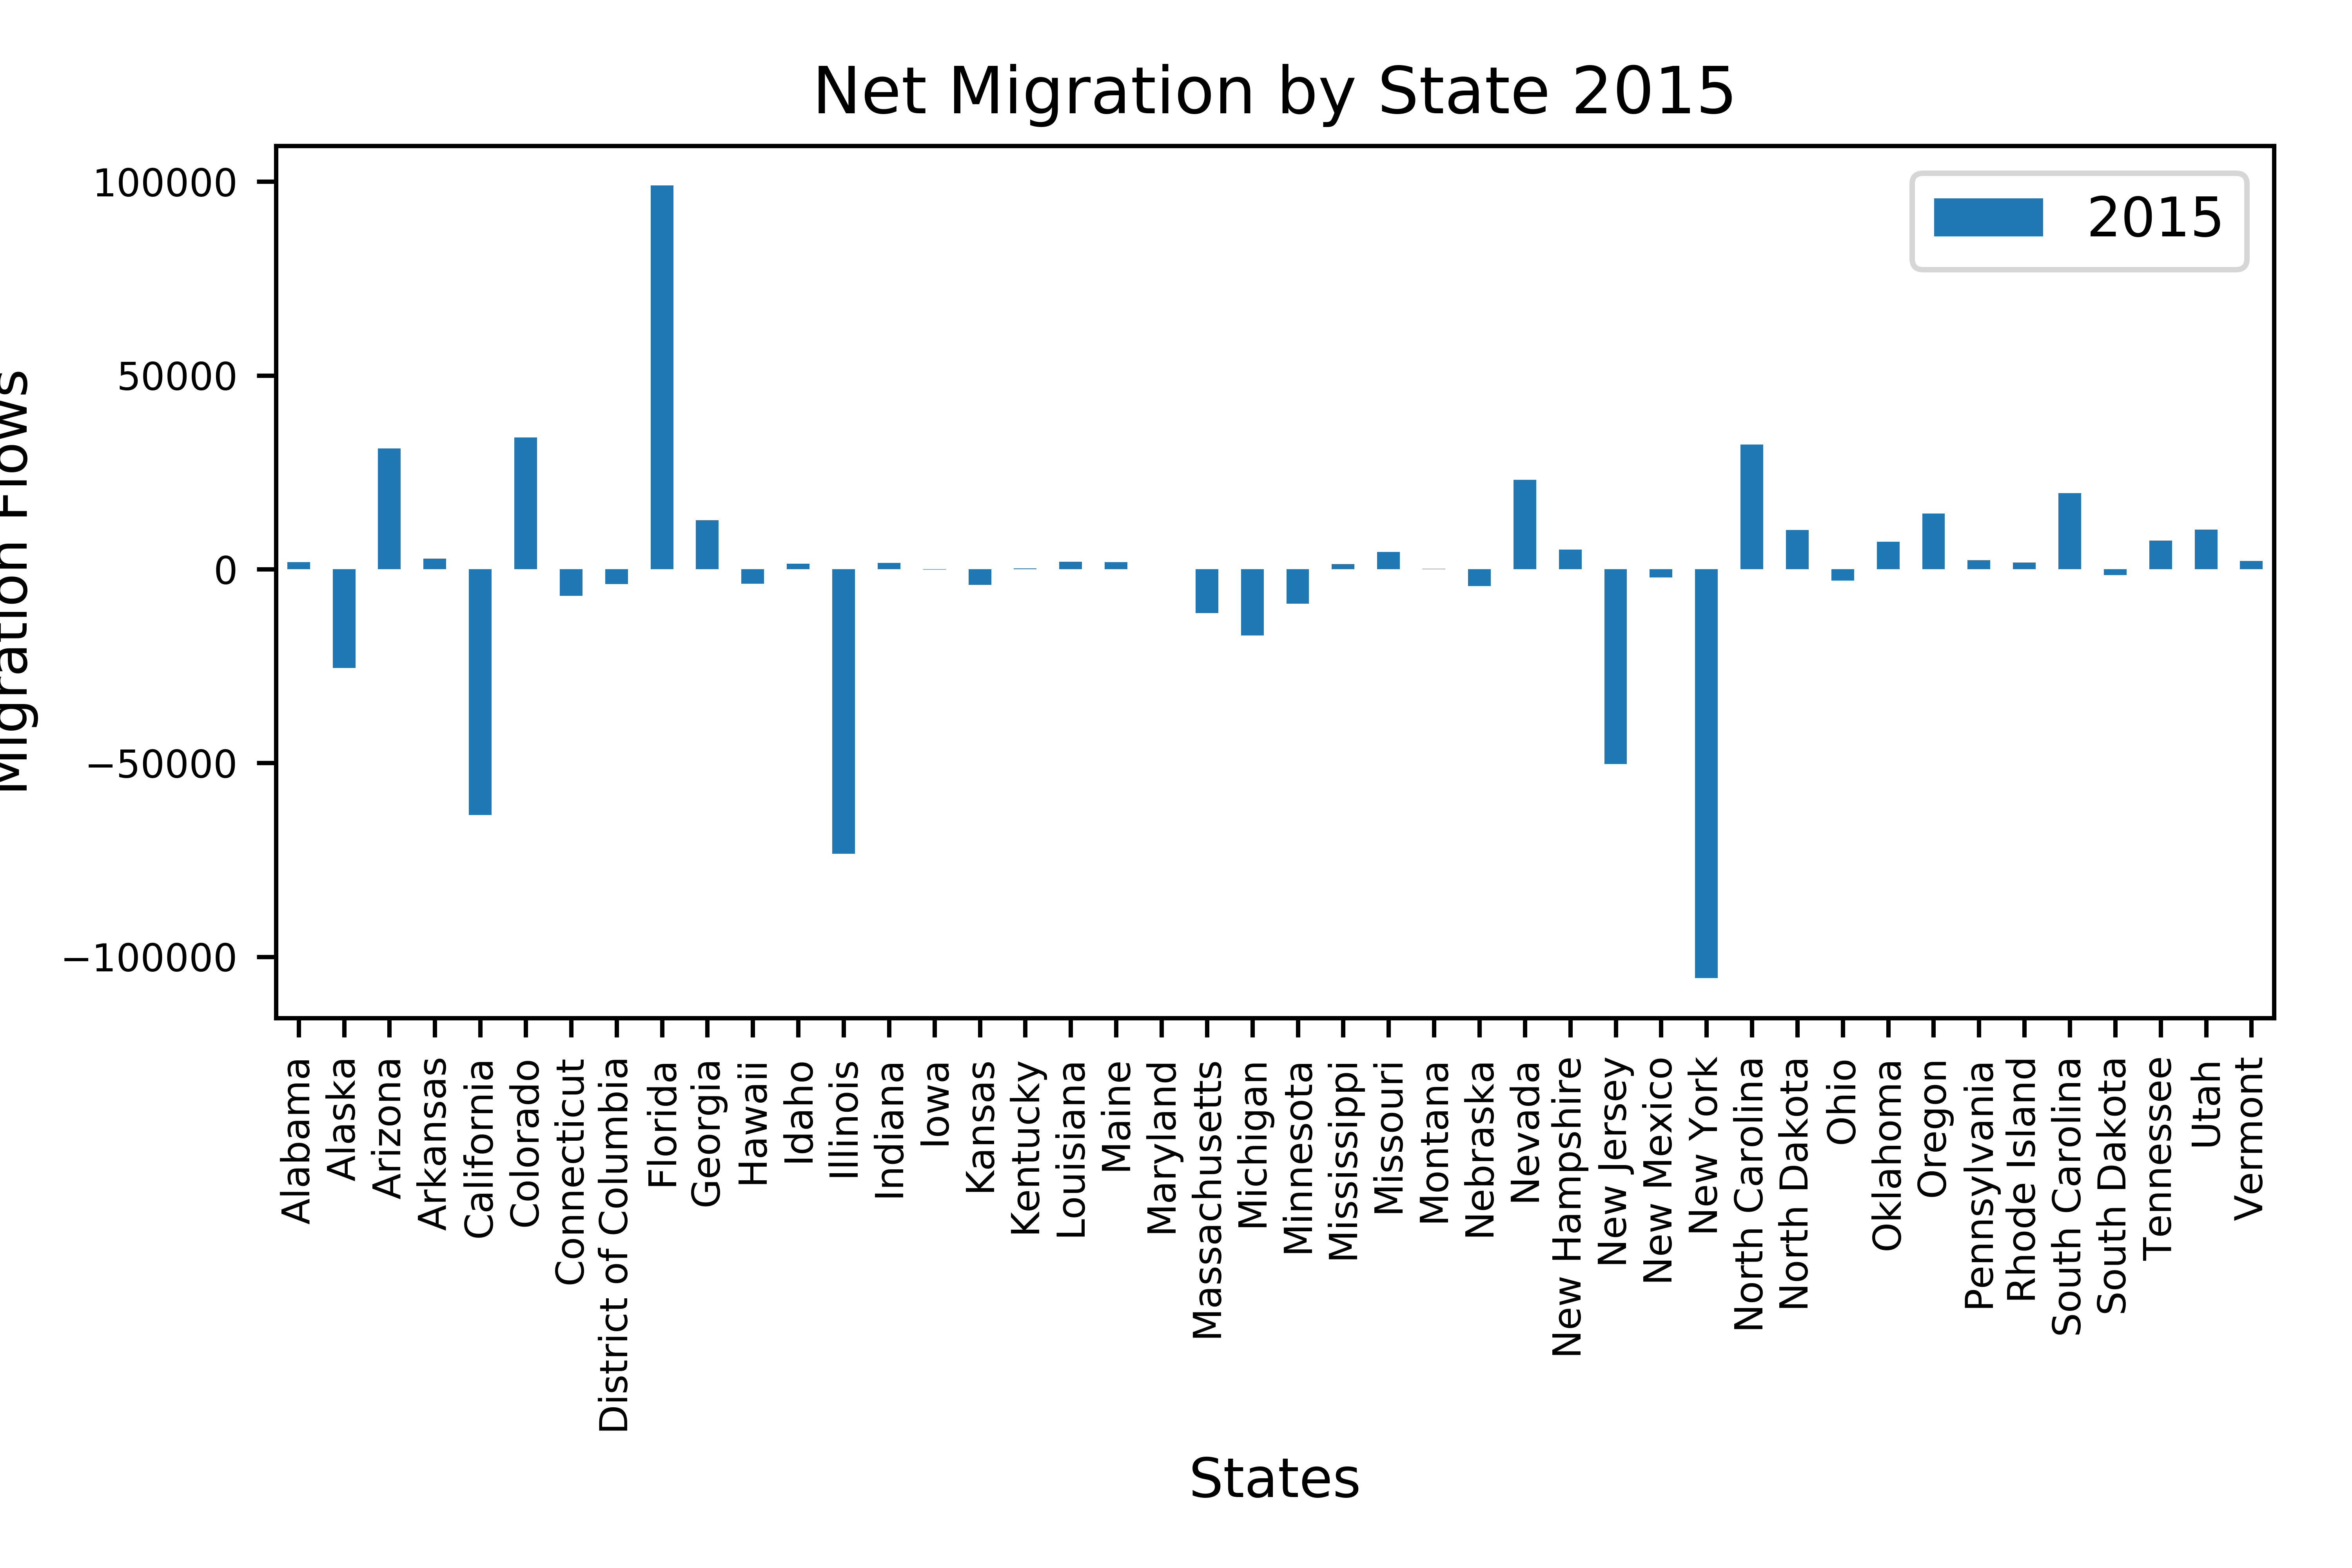 Net Migration by State 2015
2015
100000
50000
0
−50000
−100000
Migration Flows
Alabama
Alaska
Arizona
Arkansas
California
Colorado
Connecticut
District of Columbia
Florida
Georgia
Hawaii
Idaho
Illinois
Indiana
Iowa
Kansas
Kentucky
Louisiana
Maine
Maryland
Massachusetts
Michigan
Minnesota
Mississippi
Missouri
Montana
Nebraska
Nevada
New Hampshire
New Jersey
New Mexico
New York
North Carolina
North Dakota
Ohio
Oklahoma
Oregon
Pennsylvania
Rhode Island
South Carolina
South Dakota
Tennessee
Utah
Vermont
States